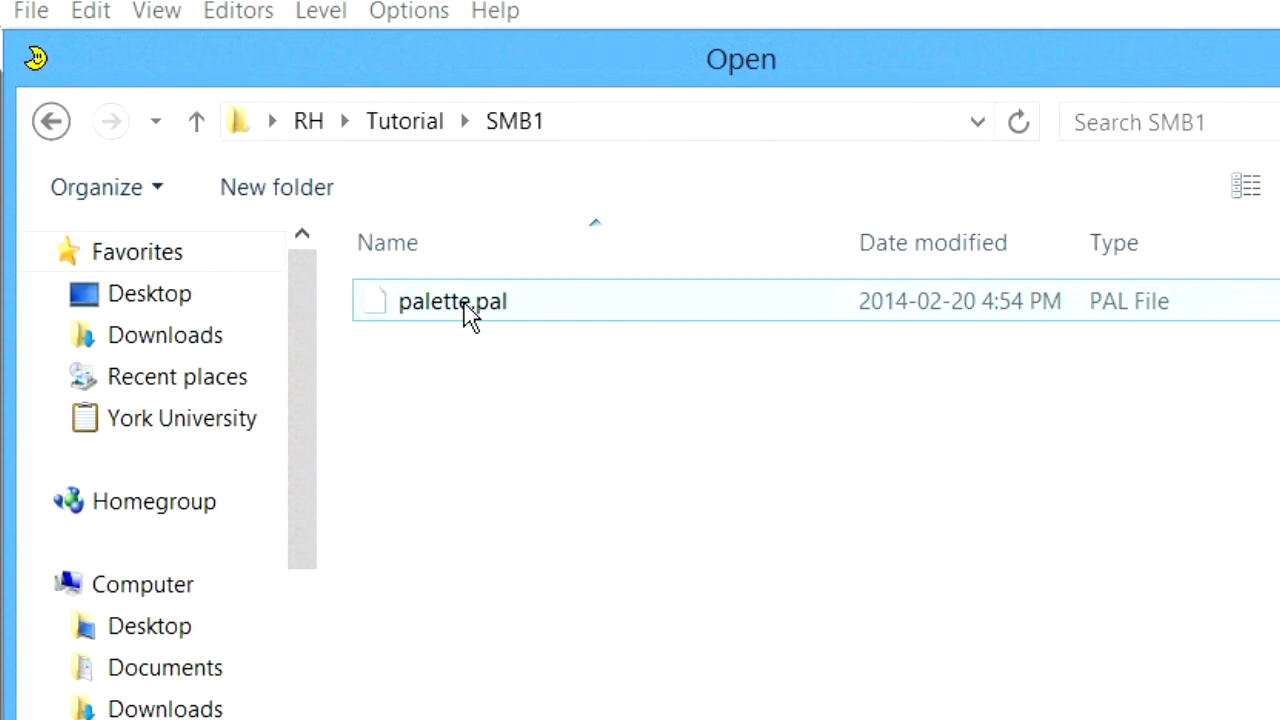 File Edit View Editors Level Options Help
Open
RH Tutorial SMB1 Search SMB1
Organize New folder
Name Date modified Type
Favorites
palette.pal 2014-02-20 4:54 PM PAL File
Desktop
Downloads
Recent places
York University
Homegroup
Computer
Desktop
Documents
Downloads